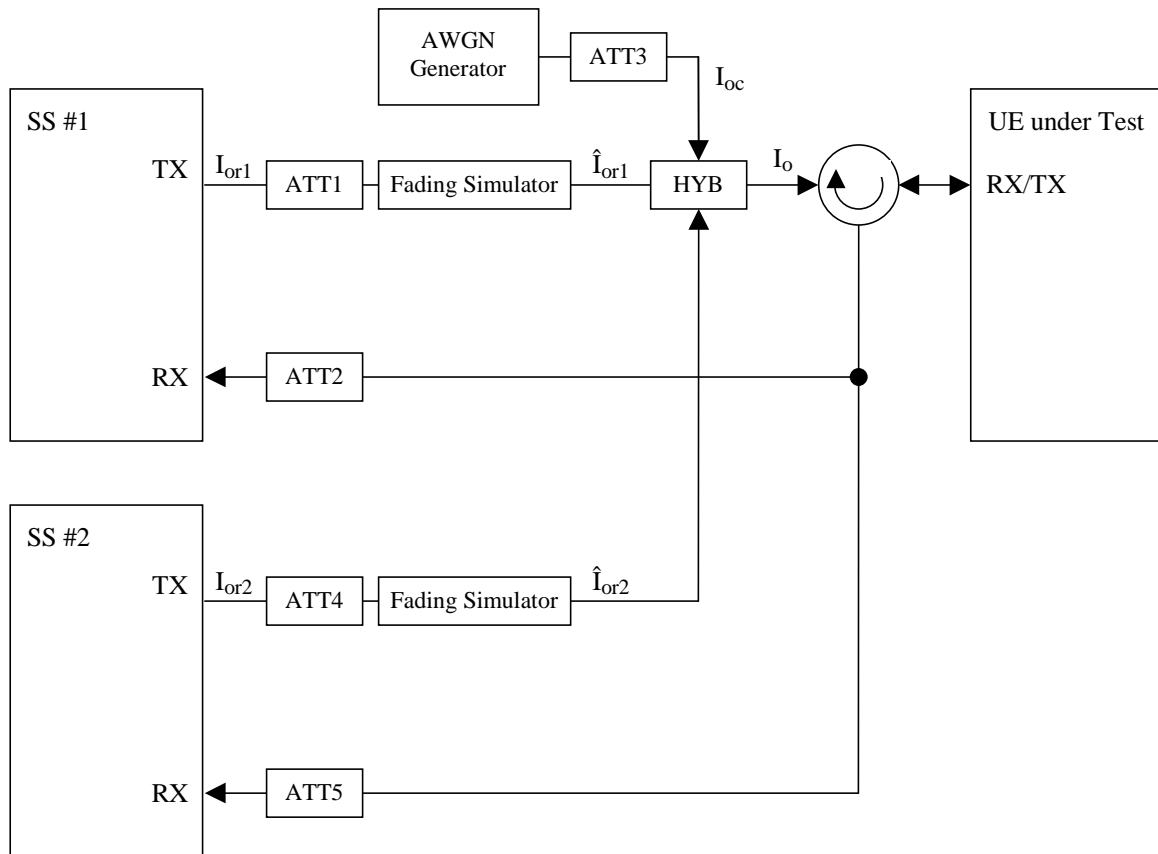 AWGN
Generator
ATT3
I_oc
SS #1
UE under Test
TX
I_or1
ATT1
Fading Simulator
Î_or1
HYB
I_o
RX/TX
RX
ATT2
SS #2
TX
I_or2
ATT4
Fading Simulator
Î_or2
RX
ATT5